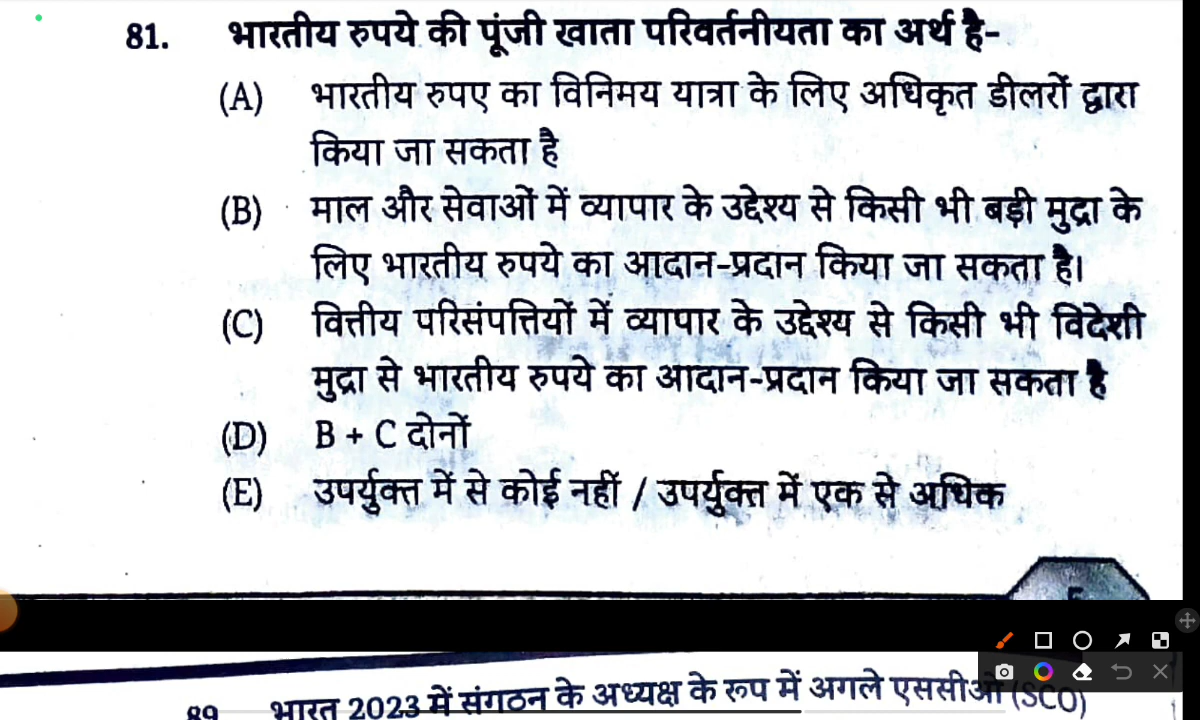 81. भारतीय रुपये की पूंजी खाता परिवर्तनीयता का अर्थ है-
(A) भारतीय रुपए का विनिमय यात्रा के लिए अधिकृत डीलरों द्वारा
किया जा सकता है
(B) माल और सेवाओं में व्यापार के उद्देश्य से किसी भी बड़ी मुद्रा के
लिए भारतीय रुपये का आदान-प्रदान किया जा सकता है।
(C) वित्तीय परिसंपत्तियों में व्यापार के उद्देश्य से किसी भी विदेशी
मुद्रा से भारतीय रुपये का आदान-प्रदान किया जा सकता है
(D) B + C दोनों
(E) उपर्युक्त में से कोई नहीं / उपर्युक्त में एक से अधिक
89 भारत 2023 में संगठन के अध्यक्ष के रूप में अगले एससीओ (SCO)